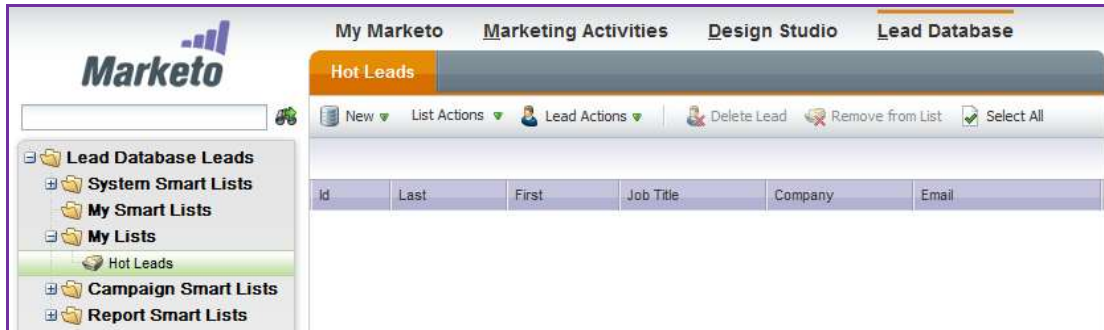 Marketo
My Marketo Marketing Activities Design Studio Lead Database
Hot Leads
New List Actions Lead Actions Delete Lead Remove from List Select All
Id Last First Job Title Company Email
Lead Database Leads
System Smart Lists
My Smart Lists
My Lists
Hot Leads
Campaign Smart Lists
Report Smart Lists